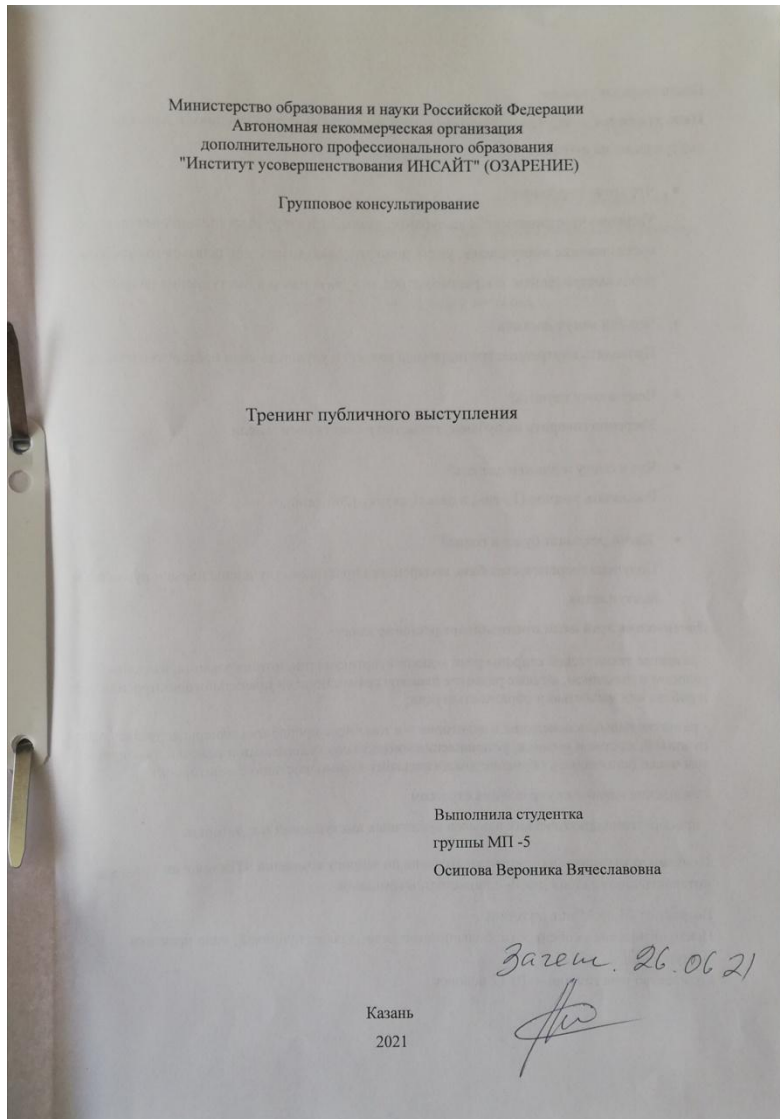 Министерство образования и науки Российской Федерации
Автономная некоммерческая организация
дополнительного профессионального образования
"Институт усовершенствования ИНСАЙТ" (ОЗАРЕНИЕ)
Групповое консультирование
Тренинг публичного выступления
Выполнила студентка
группы МП -5
Осипова Вероника Вячеславовна
Зачет. 26.06 21
Казань
2021